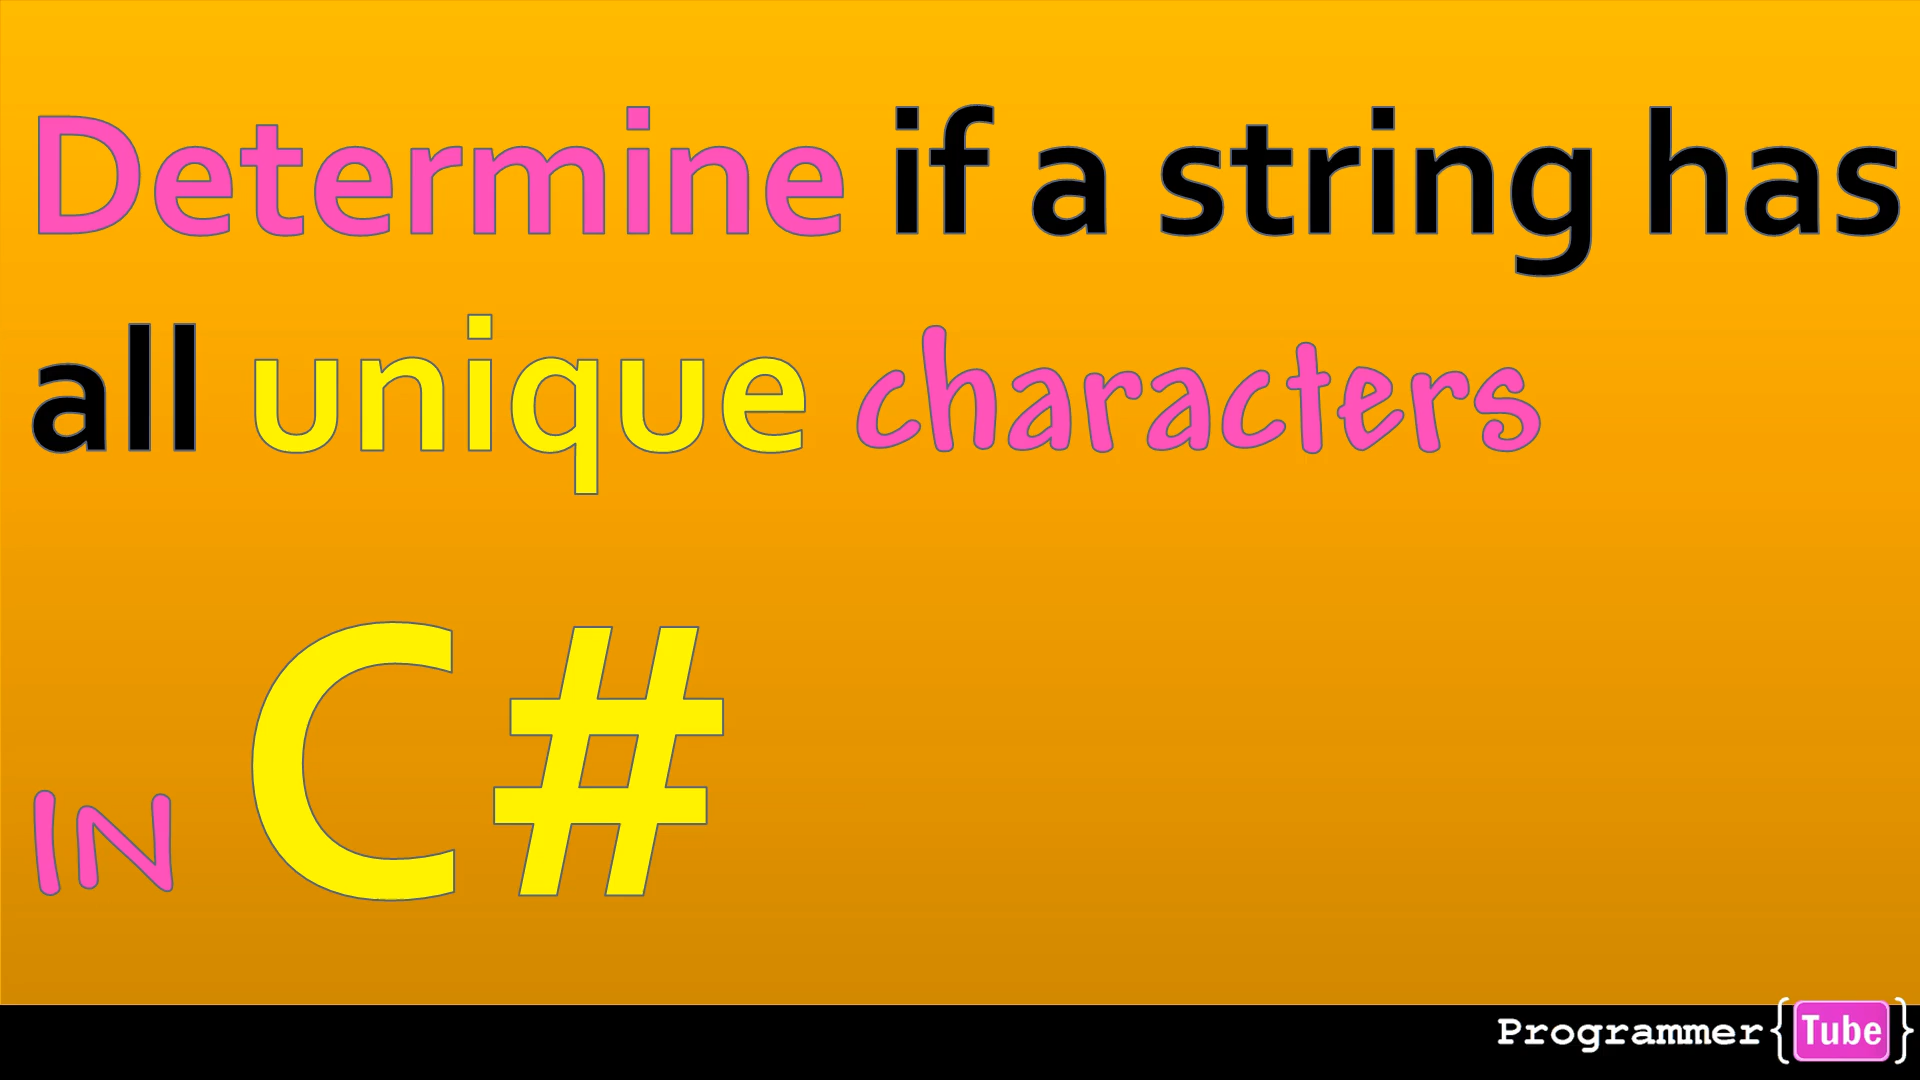 Determine if a string has
all unique characters
IN C#
Programmer{Tube}